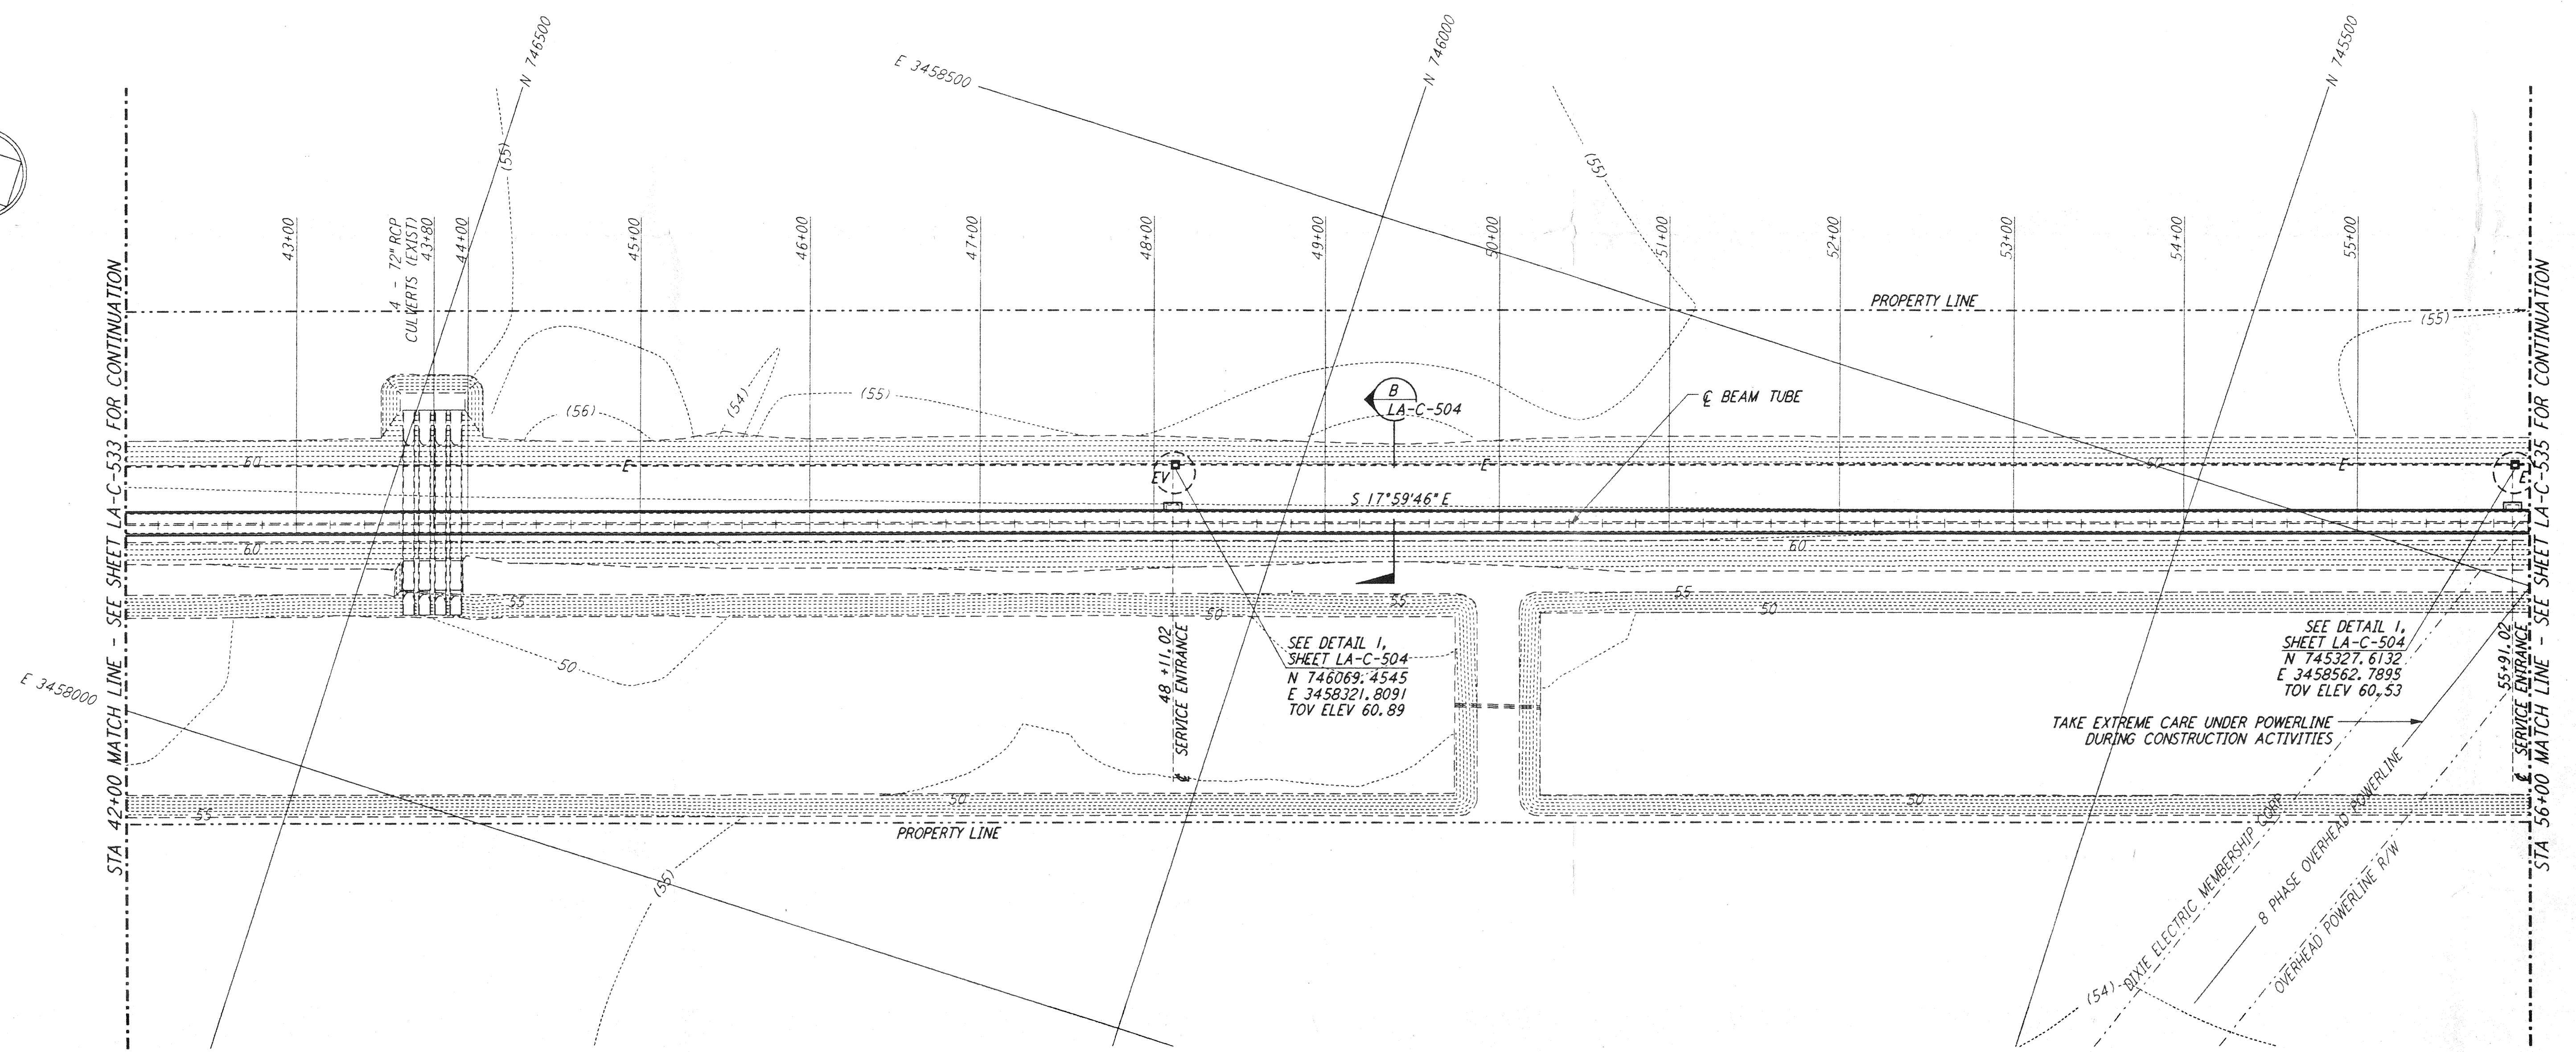 N 746500
E 3458500
N 746000
N 745500
(55)
(55)
43+00
4 - 72" RCP
CULVERTS (EXIST)
43+80
44+00
45+00
46+00
47+00
48+00
49+00
50+00
51+00
52+00
53+00
54+00
55+00
STA 42+00 MATCH LINE - SEE SHEET LA-C-533 FOR CONTINUATION
STA 56+00 MATCH LINE - SEE SHEET LA-C-535 FOR CONTINUATION
PROPERTY LINE
(55)
(56)
(54)
(55)
B
LA-C-504
℄ BEAM TUBE
60
E
EV
E
60
E
E
S 17°59'46" E
60
60
55
50
55
55
50
50
48 +11.02
℄ SERVICE ENTRANCE
SEE DETAIL 1,
SHEET LA-C-504
N 746069.4545
E 3458321.8091
TOV ELEV 60.89
SEE DETAIL 1,
SHEET LA-C-504
N 745327.6132
E 3458562.7895
TOV ELEV 60.53
55+91.02
℄ SERVICE ENTRANCE
TAKE EXTREME CARE UNDER POWERLINE
DURING CONSTRUCTION ACTIVITIES
E 3458000
55
50
50
PROPERTY LINE
(55)
DIXIE ELECTRIC MEMBERSHIP CORP
8 PHASE OVERHEAD POWERLINE
OVERHEAD POWERLINE R/W
(54)